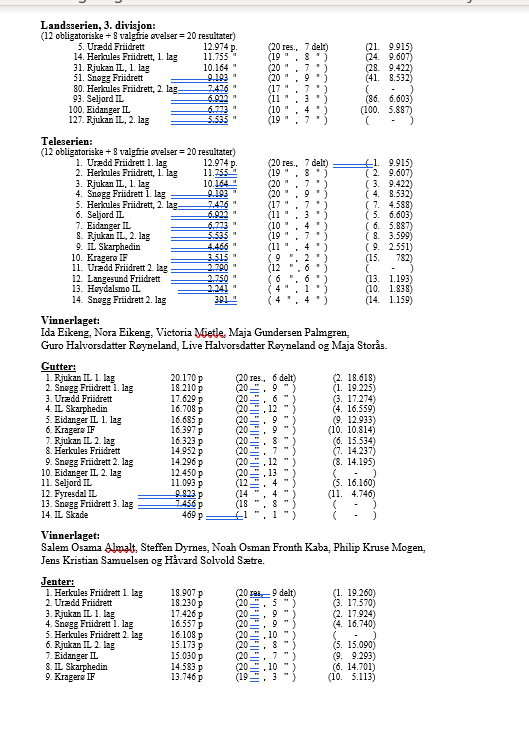 Landsserien, 3. divisjon:
(12 obligatoriske + 8 valgfrie øvelser = 20 resultater)
5. Urædd Friidrett 12.974 p. (20 res., 7 delt) (21. 9.915)
14. Herkules Friidrett, 1. lag 11.755 " (19 " , 8 " ) (24. 9.607)
31. Rjukan IL, 1. lag 10.164 " (20 " , 7 " ) (28. 9.422)
51. Snøgg Friidrett 9.193 " (20 " , 9 " ) (41. 8.532)
80. Herkules Friidrett, 2. lag 7.476 " (17 " , 7 " ) ( - )
93. Seljord IL 6.922 " (11 " , 3 " ) (86. 6.603)
100. Eidanger IL 6.773 " (10 " , 4 " ) (100. 5.887)
127. Rjukan IL, 2. lag 5.535 " (19 " , 7 " ) ( - )
Teleserien:
(12 obligatoriske + 8 valgfrie øvelser = 20 resultater)
1. Urædd Friidrett 1. lag 12.974 p. (20 res., 7 delt) ( 1. 9.915)
2. Herkules Friidrett, 1. lag 11.755 " (19 " , 8 " ) ( 2. 9.607)
3. Rjukan IL, 1. lag 10.164 " (20 " , 7 " ) ( 3. 9.422)
4. Snøgg Friidrett 1. lag 9.193 " (20 " , 9 " ) ( 4. 8.532)
5. Herkules Friidrett, 2. lag 7.476 " (17 " , 7 " ) ( 7. 4.588)
6. Seljord IL 6.922 " (11 " , 3 " ) ( 5. 6.603)
7. Eidanger IL 6.773 " (10 " , 4 " ) ( 6. 5.887)
8. Rjukan IL, 2. lag 5.535 " (19 " , 7 " ) ( 8. 3.599)
9. IL Skarphedin 4.466 " (11 " , 4 " ) ( 9. 2.551)
10. Kragerø IF 3.515 " ( 9 " , 2 " ) (15. 782)
11. Urædd Friidrett 2. lag 2.790 " (12 " , 6 " ) ( - )
12. Langesund Friidrett 2.750 " ( 6 " , 6 " ) (13. 1.193)
13. Høydalsmo IL 2.241 " ( 4 " , 1 " ) (10. 1.838)
14. Snøgg Friidrett 2. lag 391 " ( 4 " , 4 " ) (14. 1.159)
Vinnerlaget:
Ida Eikeng, Nora Eikeng, Victoria Mjetle, Maja Gundersen Palmgren,
Guro Halvorsdatter Røyneland, Live Halvorsdatter Røyneland og Maja Storås.
Gutter:
1. Rjukan IL 1. lag 20.170 p (20 res., 6 delt) (2. 18.618)
2. Snøgg Friidrett 1. lag 18.210 p (20 " , 9 " ) (1. 19.225)
3. Urædd Friidrett 17.629 p (20 " , 6 " ) (3. 17.274)
4. IL Skarphedin 16.708 p (20 " , 12 " ) (4. 16.559)
5. Eidanger IL 1. lag 16.685 p (20 " , 9 " ) (9. 12.933)
6. Kragerø IF 16.397 p (20 " , 9 " ) (10. 10.814)
7. Rjukan IL 2. lag 16.323 p (20 " , 8 " ) (6. 15.534)
8. Herkules Friidrett 14.952 p (20 " , 7 " ) (7. 14.237)
9. Snøgg Friidrett 2. lag 14.296 p (20 " , 12 " ) (8. 14.195)
10. Eidanger IL 2. lag 12.450 p (20 " , 13 " ) ( - )
11. Seljord IL 11.093 p (12 " , 4 " ) (5. 16.160)
12. Fyresdal IL 9.823 p (14 " , 4 " ) (11. 4.746)
13. Snøgg Friidrett 3. lag 7.456 p (18 " , 8 " ) ( - )
14. IL Skade 469 p ( 1 " , 1 " ) ( - )
Vinnerlaget:
Salem Osama Almalt, Steffen Dyrnes, Noah Osman Fronth Kaba, Philip Kruse Mogen,
Jens Kristian Samuelsen og Håvard Solvold Sætre.
Jenter:
1. Herkules Friidrett 1. lag 18.907 p (20 res, 9 delt) (1. 19.260)
2. Urædd Friidrett 18.230 p (20 " , 5 " ) (3. 17.570)
3. Rjukan IL 1. lag 17.426 p (20 " , 9 " ) (2. 17.924)
4. Snøgg Friidrett 1. lag 16.557 p (20 " , 9 " ) (4. 16.740)
5. Herkules Friidrett 2. lag 16.108 p (20 " , 10 " ) ( - )
6. Rjukan IL 2. lag 15.173 p (20 " , 8 " ) (5. 15.090)
7. Eidanger IL 15.030 p (20 " , 7 " ) (9. 9.293)
8. IL Skarphedin 14.583 p (20 " , 10 " ) (6. 14.701)
9. Kragerø IF 13.746 p (19 " , 3 " ) (10. 5.113)